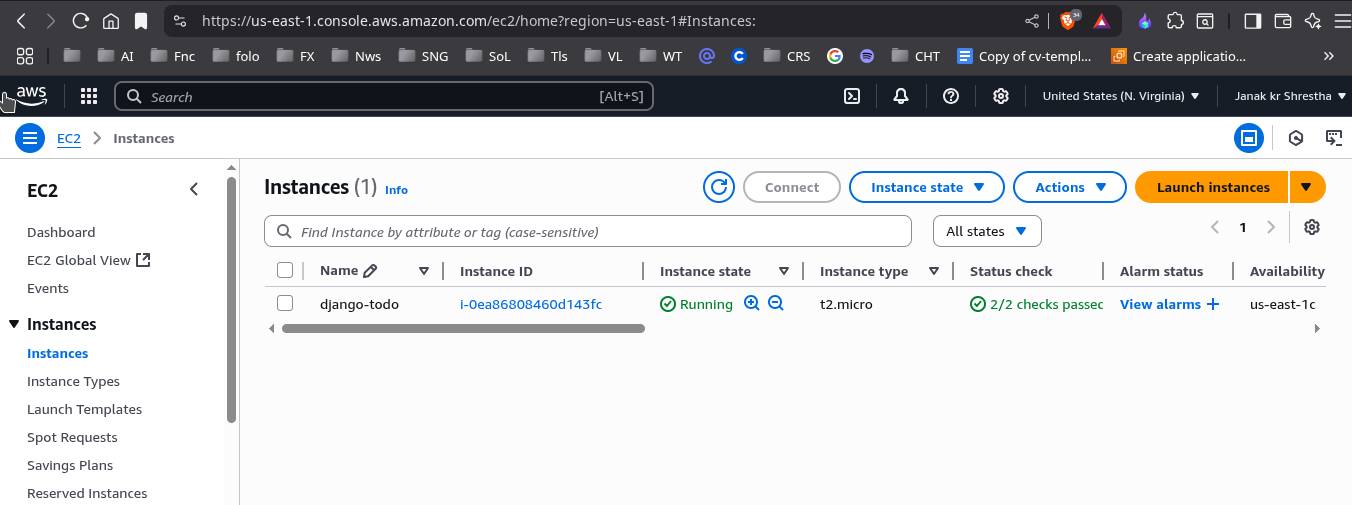 https://us-east-1.console.aws.amazon.com/ec2/home?region=us-east-1#Instances:
AI Fnc folo FX Nws SNG SoL Tls VL WT CRS CHT Copy of cv-templ... Create applicatio...
aws Search [Alt+S] United States (N. Virginia) Janak kr Shrestha
EC2 Instances
EC2
Dashboard
EC2 Global View
Events
Instances
Instances
Instance Types
Launch Templates
Spot Requests
Savings Plans
Reserved Instances
Instances (1) Info Connect Instance state Actions Launch instances
Find Instance by attribute or tag (case-sensitive) All states 1
Name Instance ID Instance state Instance type Status check Alarm status Availability
django-todo i-0ea86808460d143fc Running t2.micro 2/2 checks passec View alarms + us-east-1c